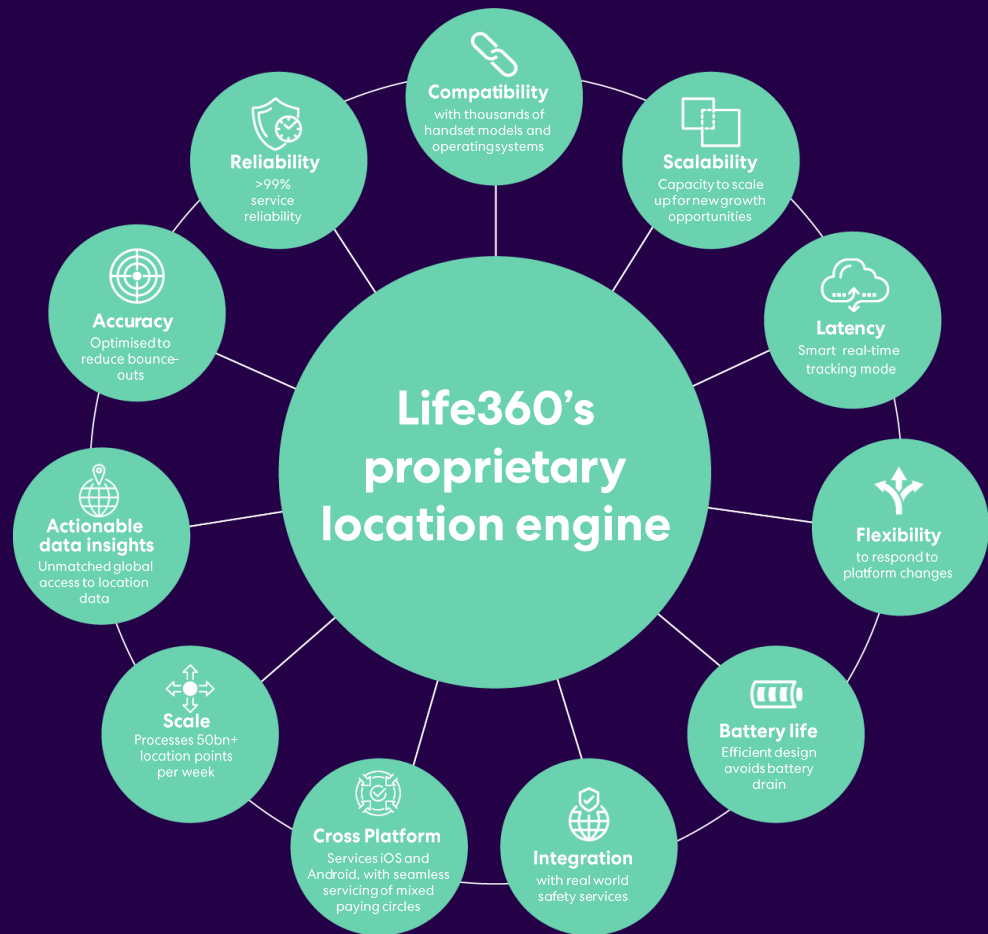 Compatibility
with thousands of
handset models and
operatingsystems
Scalability
Capacity to scale
upfornewgrowth
opportunities
Latency
Smart real-time
tracking mode
Flexibility
to respond to
platform changes
Battery life
Efficient design
avoids battery
drain
Integration
with real world
safety services
Cross Platform
Services iOS and
Android, with seamless
servicing of mixed
paying circles
Scale
Processes 50bn+
location points
per week
Actionable
data insights
Unmatched global
access to location
data
Accuracy
Optimised to
reduce bounce-
outs
Reliability
>99%
service
reliability
Life360's
proprietary
location engine